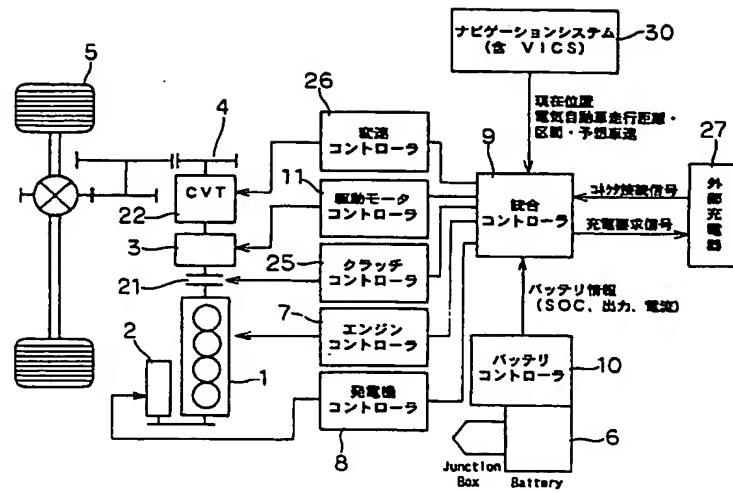 ナビゲーションシステム
(含 VICS)
30
5
26
現在位置
電気自動車走行距離・
区間・予想車速
4
変速
コントローラ
9
27
CVT
22
11
駆動モータ
コントローラ
統合
コントローラ
コネクタ接続信号
充電要求信号
外部充電器
3
25
クラッチ
コントローラ
21
バッテリ情報
(SOC、出力、電流)
7
エンジン
コントローラ
2
1
バッテリ
コントローラ
10
発電機
コントローラ
8
6
Junction
Box
Battery